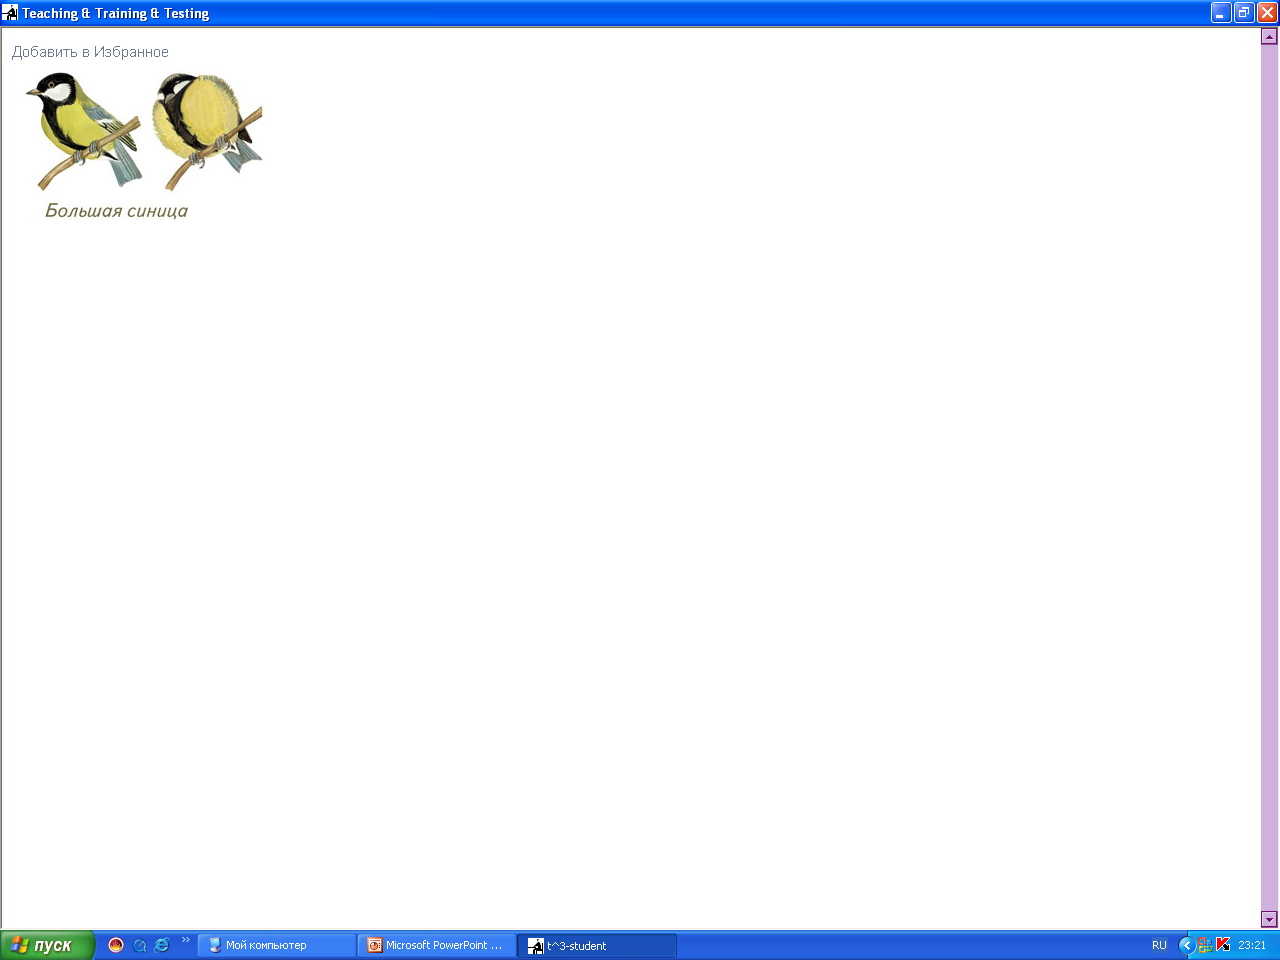 Teaching & Training & Testing
Добавить в Избранное
Большая синица
пуск
»
Мой компьютер
Microsoft PowerPoint ...
t^3-student
RU
23:21